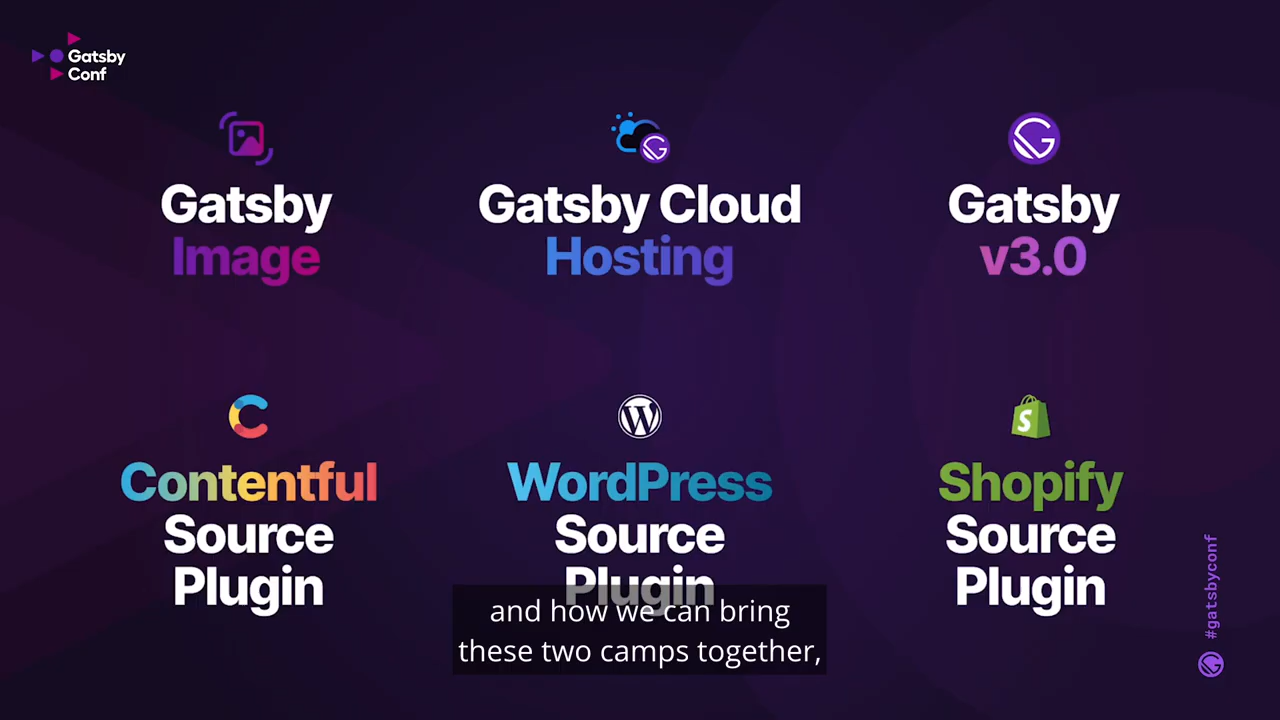 Gatsby
Conf
Gatsby
Image
Gatsby Cloud
Hosting
Gatsby
v3.0
Contentful
Source
Plugin
WordPress
Source
Plugin
Shopify
Source
Plugin
and how we can bring
these two camps together,
#gatsbyconf